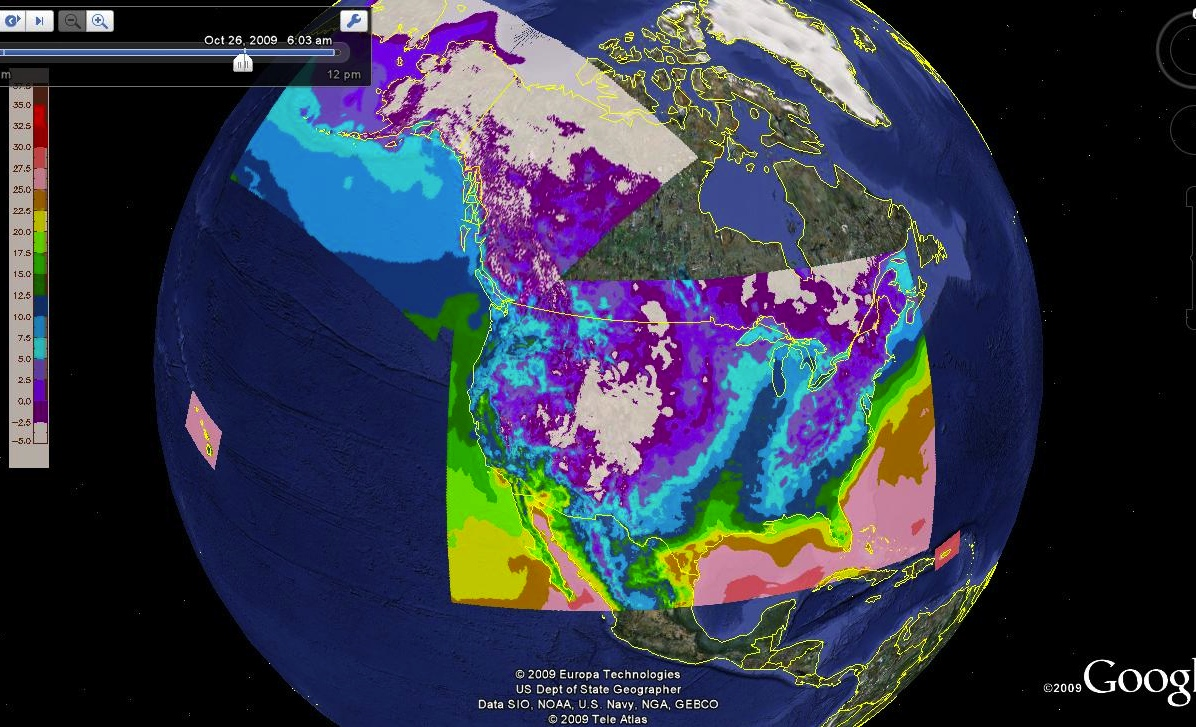 Oct 26, 2009 6:03 am
m
12 pm
37.5
35.0
32.5
30.0
27.5
25.0
22.5
20.0
17.5
15.0
12.5
10.0
7.5
5.0
2.5
0.0
−2.5
−5.0
© 2009 Europa Technologies
US Dept of State Geographer
Data SIO, NOAA, U.S. Navy, NGA, GEBCO
© 2009 Tele Atlas
©2009 Googl